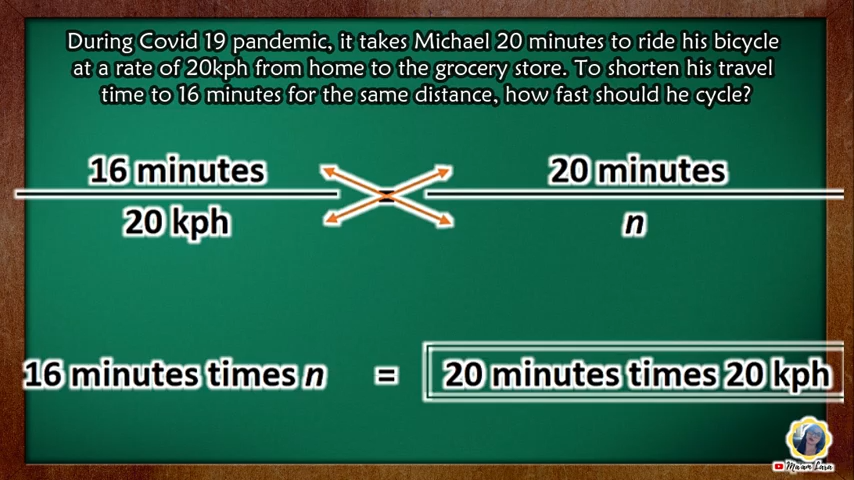 During Covid 19 pandemic, it takes Michael 20 minutes to ride his bicycle
at a rate of 20kph from home to the grocery store. To shorten his travel
time to 16 minutes for the same distance, how fast should he cycle?
16 minutes
20 kph
=
20 minutes
n
16 minutes times n = 20 minutes times 20 kph
Ma'am Lara